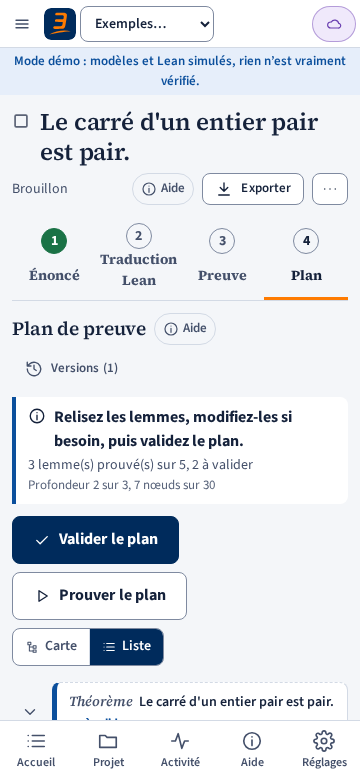 Exemples…
Mode démo : modèles et Lean simulés, rien n’est vraiment
vérifié.
Le carré d'un entier pair
est pair.
Brouillon
Aide
Exporter
···
1
2
3
4
Énoncé
Traduction
Lean
Preuve
Plan
Plan de preuve
Aide
Versions (1)
Relisez les lemmes, modifiez-les si
besoin, puis validez le plan.
3 lemme(s) prouvé(s) sur 5, 2 à valider
Profondeur 2 sur 3, 7 nœuds sur 30
Valider le plan
Prouver le plan
Carte
Liste
Théorème Le carré d'un entier pair est pair.
Accueil
Projet
Activité
Aide
Réglages